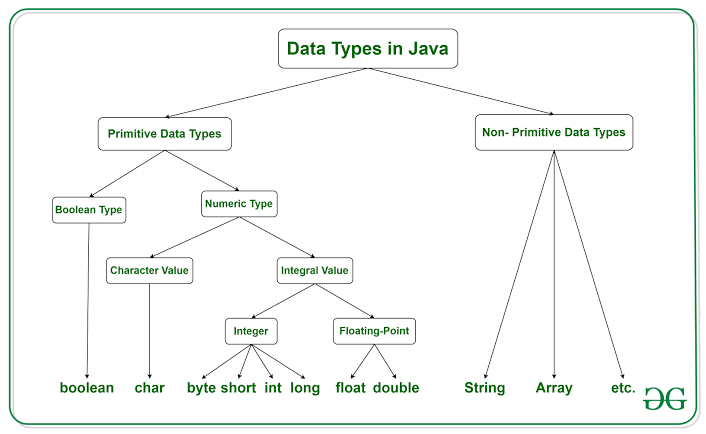 Data Types in Java
Primitive Data Types
Non- Primitive Data Types
Boolean Type
Numeric Type
Character Value
Integral Value
Integer
Floating-Point
boolean
char
byte
short
int
long
float
double
String
Array
etc.